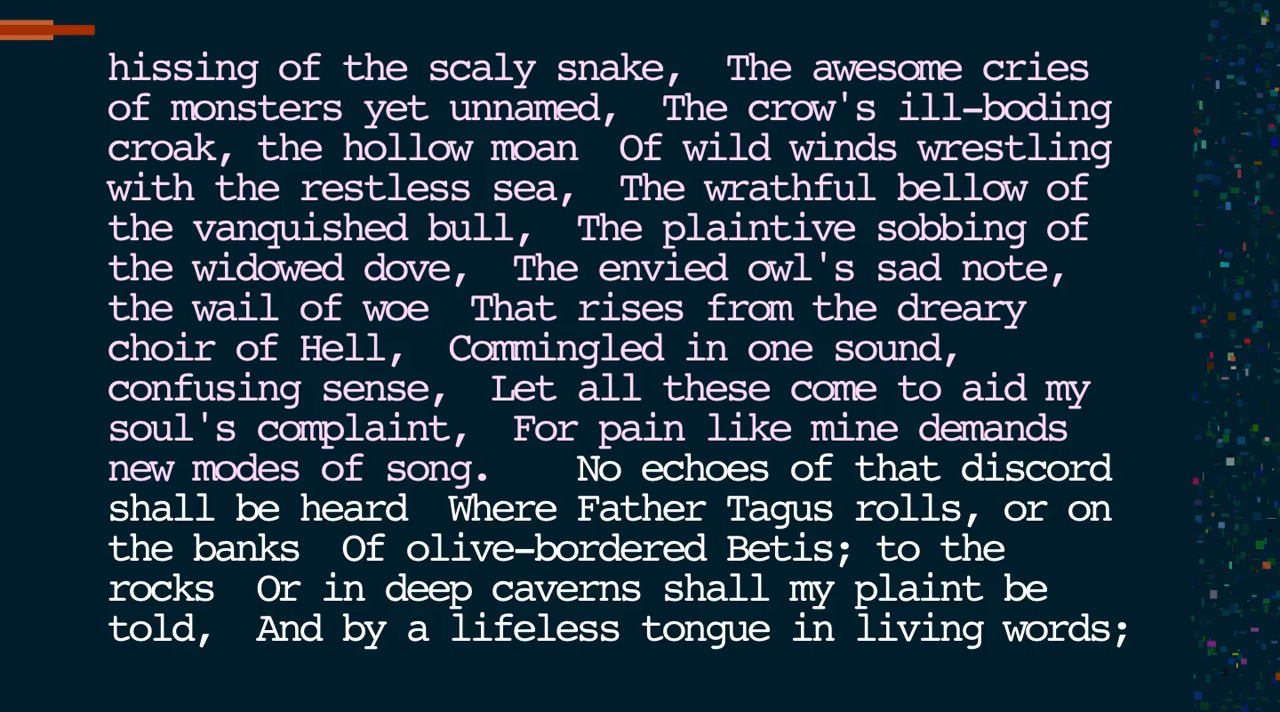 hissing of the scaly snake,  The awesome cries
of monsters yet unnamed,  The crow's ill-boding
croak, the hollow moan  Of wild winds wrestling
with the restless sea,  The wrathful bellow of
the vanquished bull,  The plaintive sobbing of
the widowed dove,  The envied owl's sad note,
the wail of woe  That rises from the dreary
choir of Hell,  Commingled in one sound,
confusing sense,  Let all these come to aid my
soul's complaint,  For pain like mine demands
new modes of song.    No echoes of that discord
shall be heard  Where Father Tagus rolls, or on
the banks  Of olive-bordered Betis; to the
rocks  Or in deep caverns shall my plaint be
told,  And by a lifeless tongue in living words;